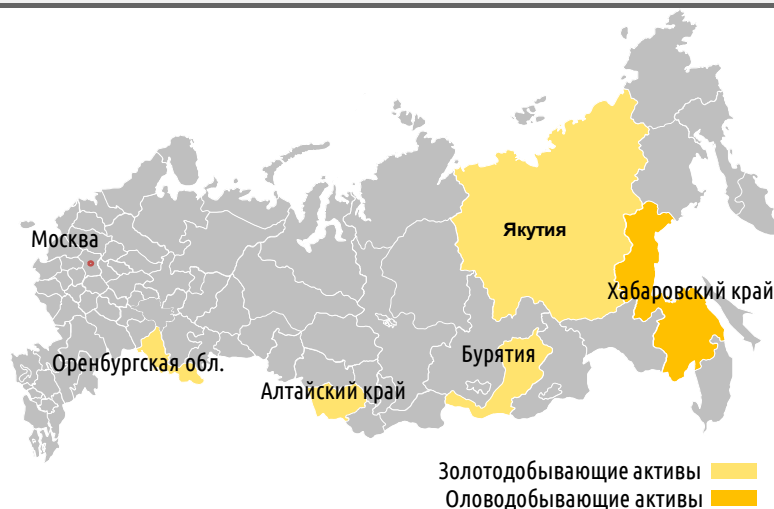 Якутия
Москва
Хабаровский край
Бурятия
Оренбургская обл.
Алтайский край
Золотодобывающие активы
Оловодобывающие активы